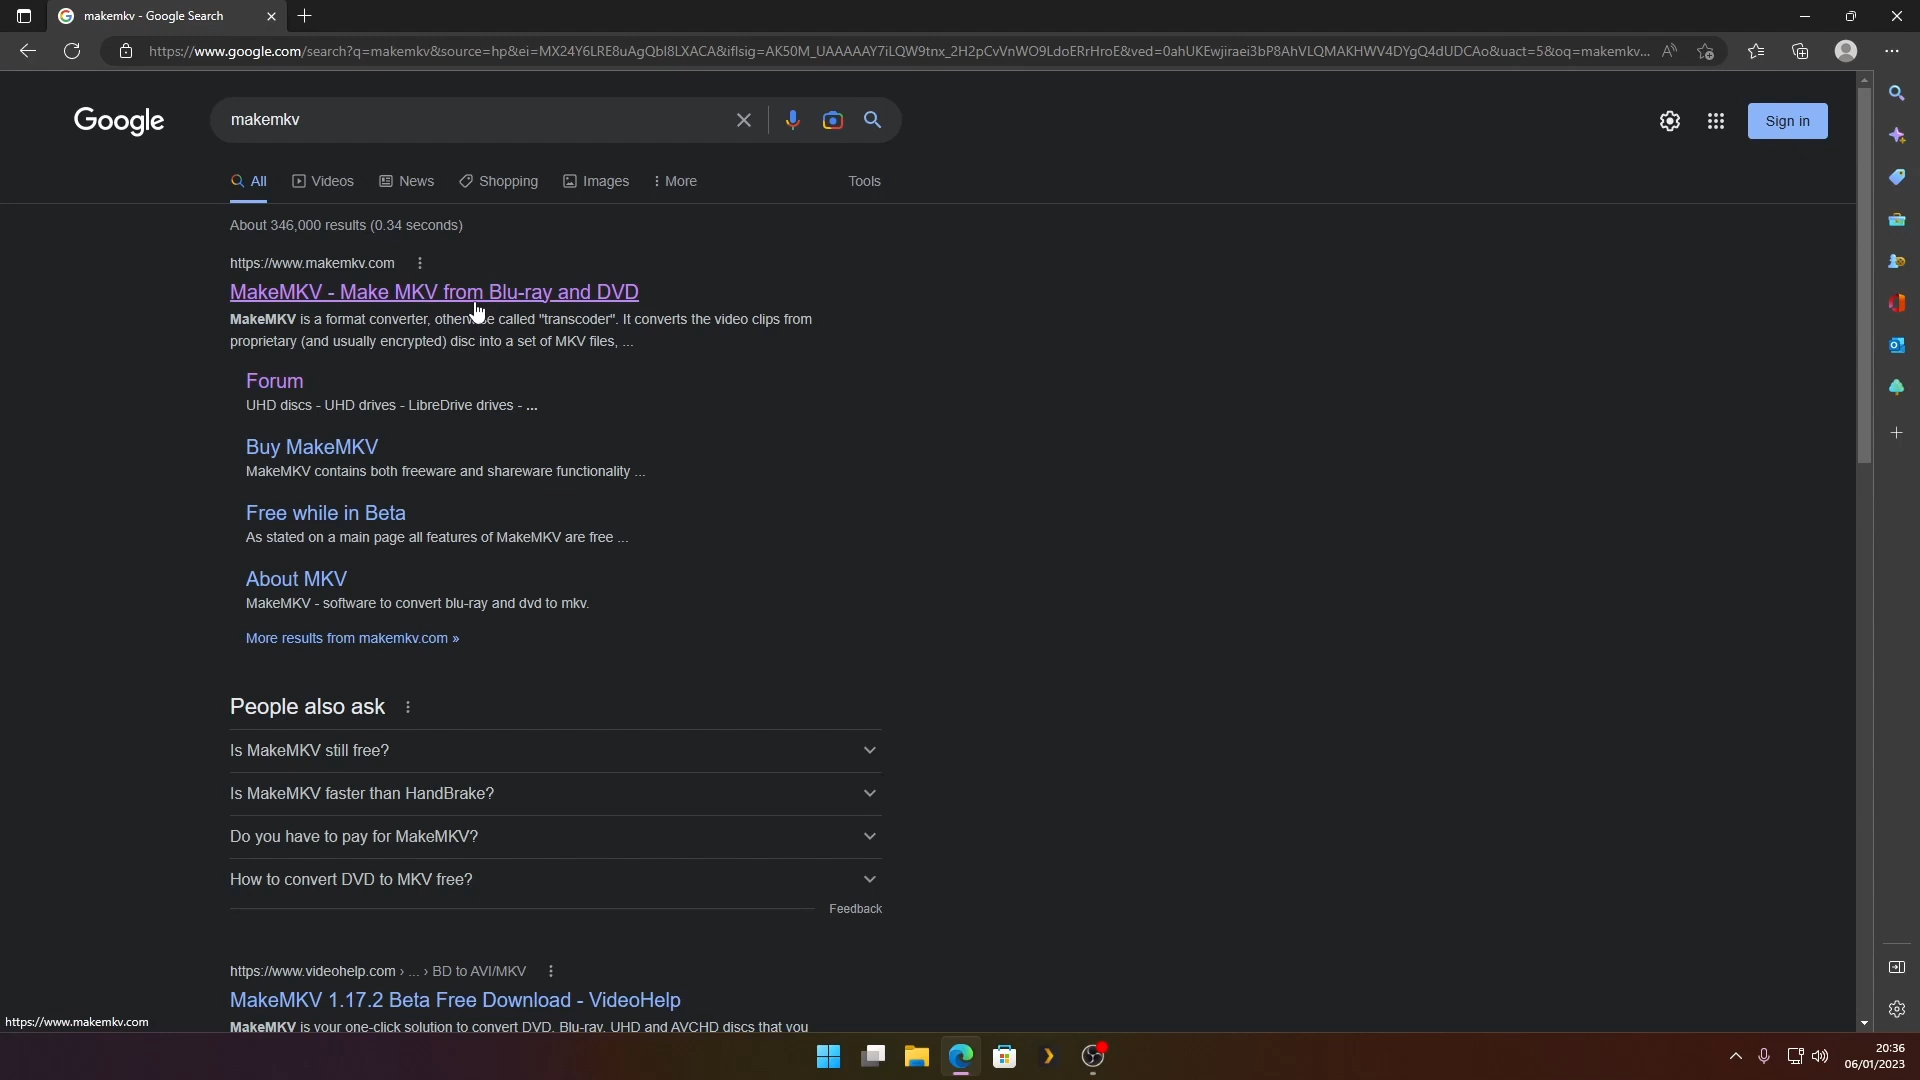 makemkv - Google Search
https://www.google.com/search?q=makemkv&source=hp&ei=MX24Y6LRE8uAgQbI8LXACA&iflsig=AK50M_UAAAAAY7iLQW9tnx_2H2pCvVnWO9LdoERrHroE&ved=0ahUKEwjiraei3bP8AhVLQMAKHWV4DYgQ4dUDCAo&uact=5&oq=makemkv...
Google
makemkv
Sign in
All
Videos
News
Shopping
Images
More
Tools
About 346,000 results (0.34 seconds)
https://www.makemkv.com
MakeMKV - Make MKV from Blu-ray and DVD
MakeMKV is a format converter, otherwise called "transcoder". It converts the video clips from
proprietary (and usually encrypted) disc into a set of MKV files, ...
Forum
UHD discs - UHD drives - LibreDrive drives - ...
Buy MakeMKV
MakeMKV contains both freeware and shareware functionality ...
Free while in Beta
As stated on a main page all features of MakeMKV are free ...
About MKV
MakeMKV - software to convert blu-ray and dvd to mkv.
More results from makemkv.com »
People also ask
Is MakeMKV still free?
Is MakeMKV faster than HandBrake?
Do you have to pay for MakeMKV?
How to convert DVD to MKV free?
Feedback
https://www.videohelp.com › ... › BD to AVI/MKV
MakeMKV 1.17.2 Beta Free Download - VideoHelp
MakeMKV is your one-click solution to convert DVD, Blu-ray, UHD and AVCHD discs that you
https://www.makemkv.com
20:36
06/01/2023